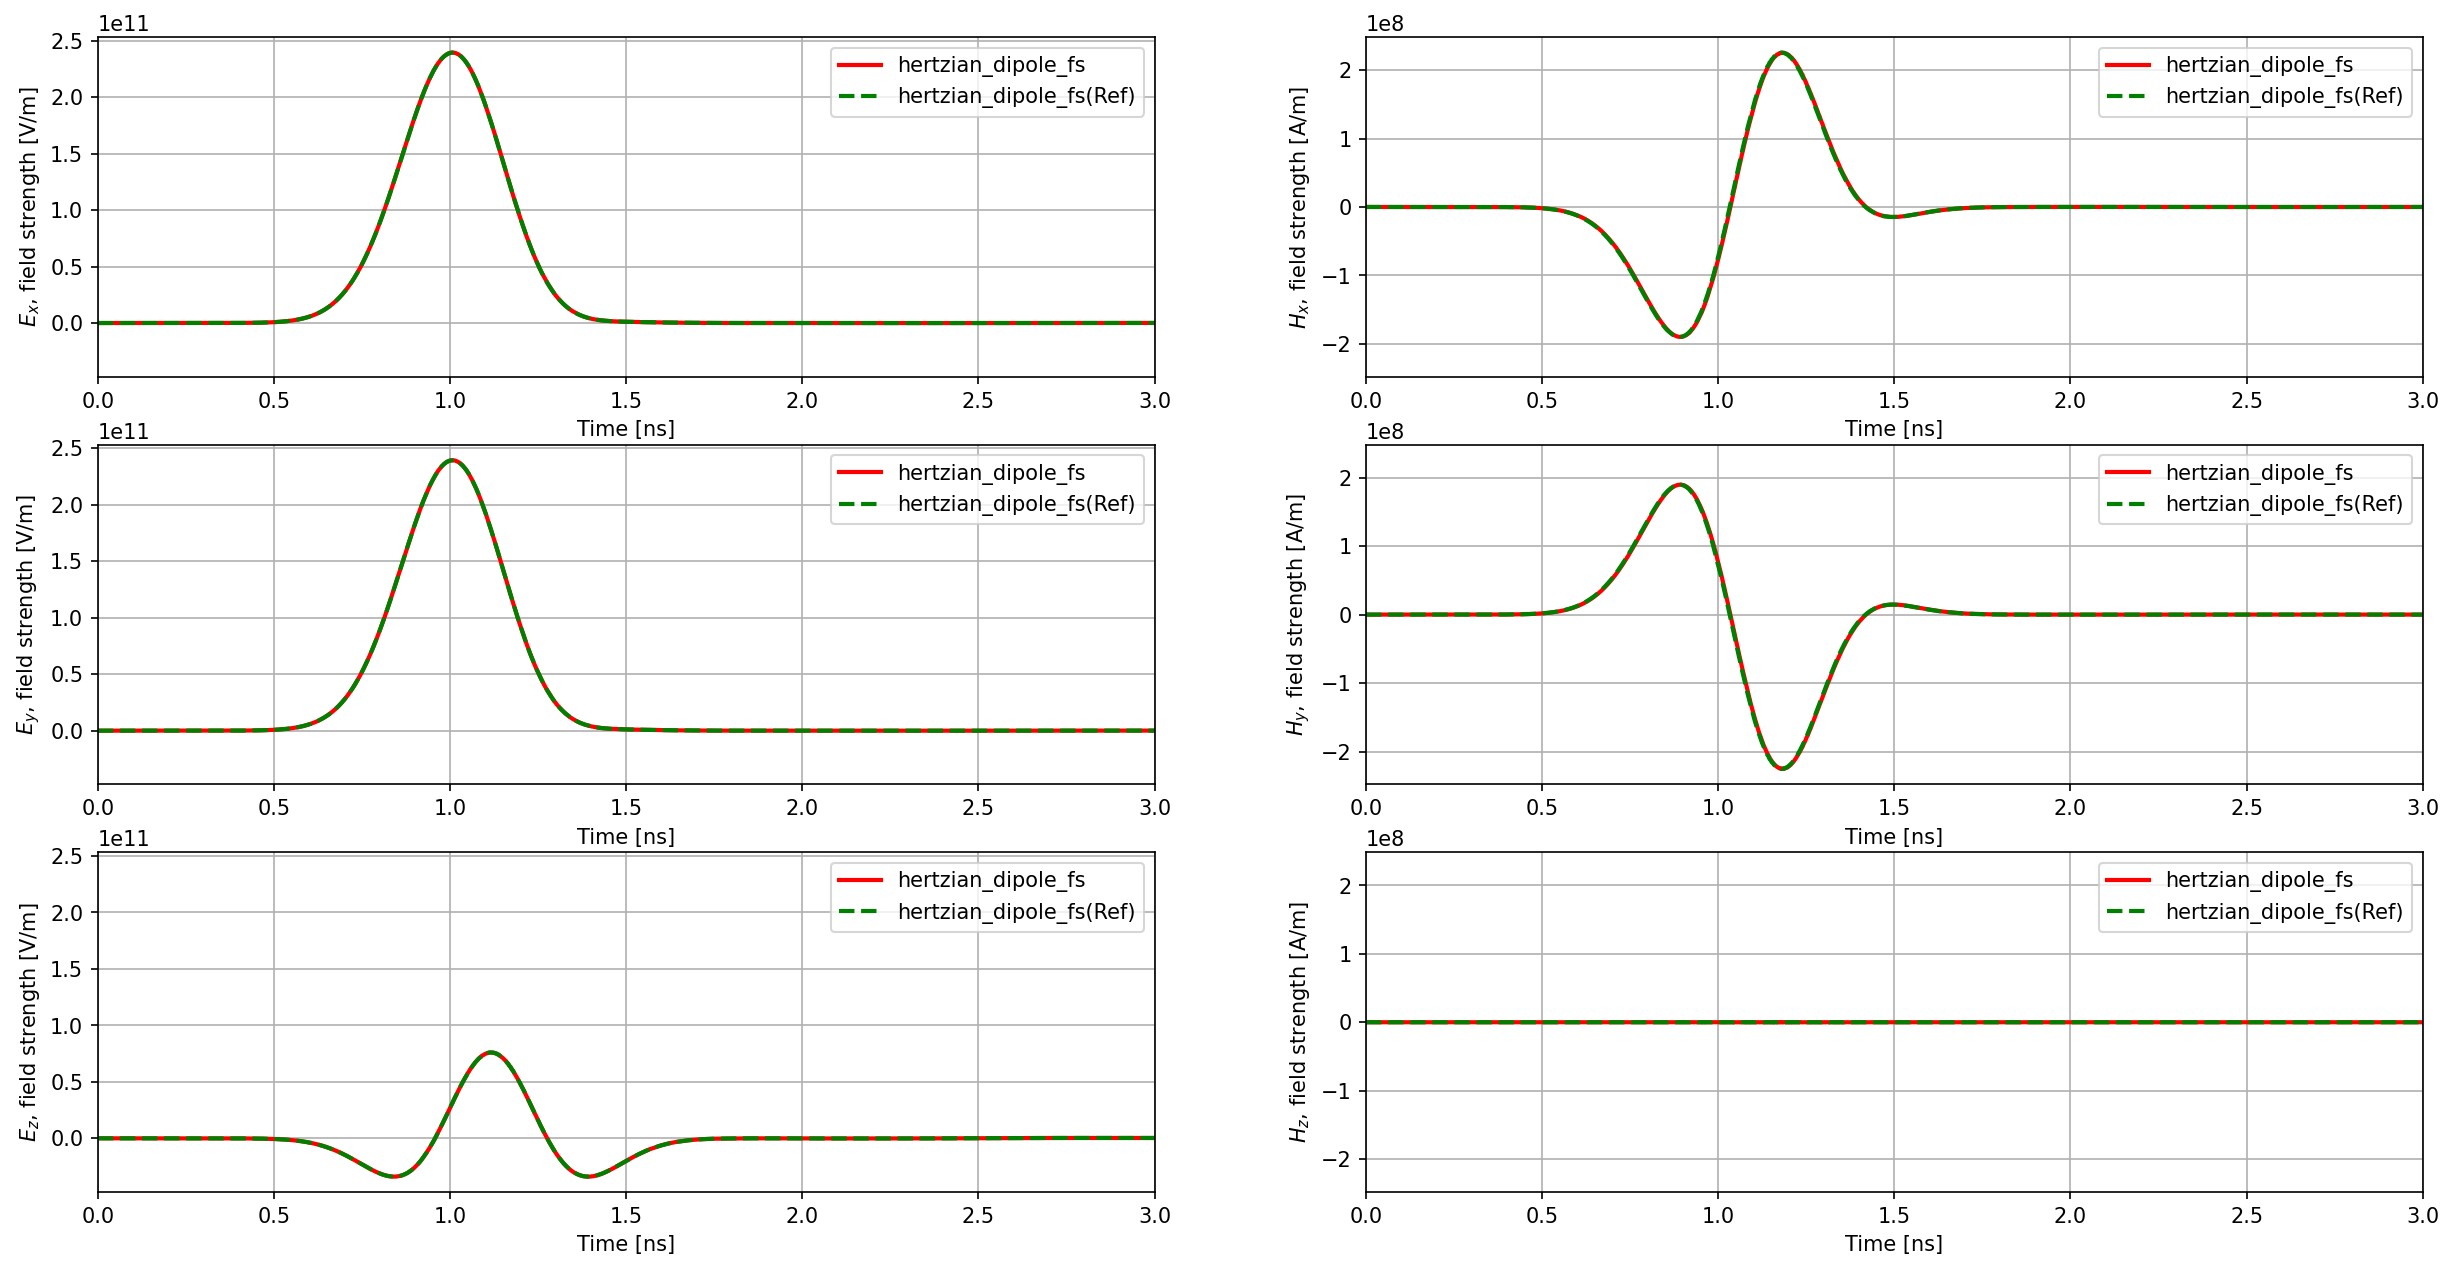 1e11
2.5
2.0
1.5
1.0
0.5
0.0
Ex, field strength [V/m]
hertzian_dipole_fs
hertzian_dipole_fs(Ref)
0.0 0.5 1.0 1.5 2.0 2.5 3.0
Time [ns]
1e8
2
1
0
−1
−2
Hx, field strength [A/m]
hertzian_dipole_fs
hertzian_dipole_fs(Ref)
0.0 0.5 1.0 1.5 2.0 2.5 3.0
Time [ns]
1e11
2.5
2.0
1.5
1.0
0.5
0.0
Ey, field strength [V/m]
hertzian_dipole_fs
hertzian_dipole_fs(Ref)
0.0 0.5 1.0 1.5 2.0 2.5 3.0
Time [ns]
1e8
2
1
0
−1
−2
Hy, field strength [A/m]
hertzian_dipole_fs
hertzian_dipole_fs(Ref)
0.0 0.5 1.0 1.5 2.0 2.5 3.0
Time [ns]
1e11
2.5
2.0
1.5
1.0
0.5
0.0
Ez, field strength [V/m]
hertzian_dipole_fs
hertzian_dipole_fs(Ref)
0.0 0.5 1.0 1.5 2.0 2.5 3.0
Time [ns]
1e8
2
1
0
−1
−2
Hz, field strength [A/m]
hertzian_dipole_fs
hertzian_dipole_fs(Ref)
0.0 0.5 1.0 1.5 2.0 2.5 3.0
Time [ns]